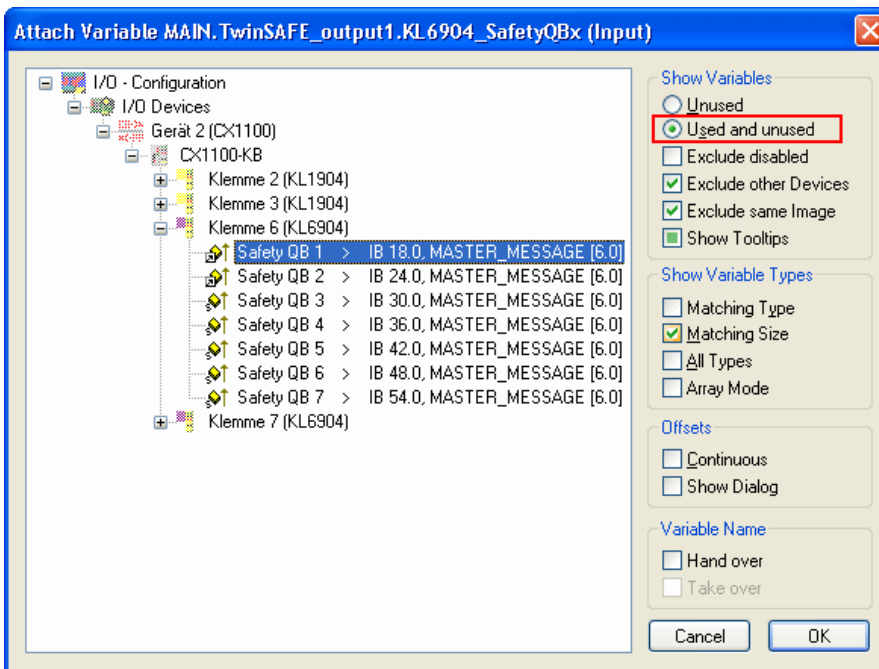 Attach Variable MAIN.TwinSAFE_output1.KL6904_SafetyQBx (Input)
I/O - Configuration
I/O Devices
Gerät 2 (CX1100)
CX1100-KB
Klemme 2 (KL1904)
Klemme 3 (KL1904)
Klemme 6 (KL6904)
Safety QB 1 > IB 18.0, MASTER_MESSAGE [6.0]
Safety QB 2 > IB 24.0, MASTER_MESSAGE [6.0]
Safety QB 3 > IB 30.0, MASTER_MESSAGE [6.0]
Safety QB 4 > IB 36.0, MASTER_MESSAGE [6.0]
Safety QB 5 > IB 42.0, MASTER_MESSAGE [6.0]
Safety QB 6 > IB 48.0, MASTER_MESSAGE [6.0]
Safety QB 7 > IB 54.0, MASTER_MESSAGE [6.0]
Klemme 7 (KL6904)
Show Variables
Unused
Used and unused
Exclude disabled
Exclude other Devices
Exclude same Image
Show Tooltips
Show Variable Types
Matching Type
Matching Size
All Types
Array Mode
Offsets
Continuous
Show Dialog
Variable Name
Hand over
Take over
Cancel
OK